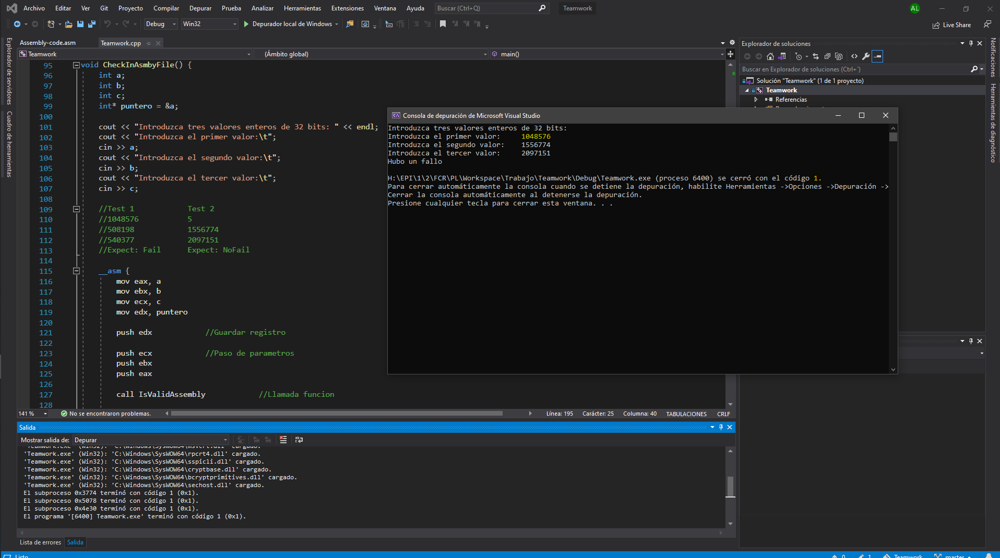 Archivo Editar Ver Git Proyecto Compilar Depurar Prueba Analizar Herramientas Extensiones Ventana Ayuda Buscar (Ctrl+Q) Teamwork AL
Debug Win32 Depurador local de Windows Live Share
Explorador de servidores
Cuadro de herramientas
Assembly-code.asm Teamwork.cpp
Teamwork (Ámbito global) main()
95 void CheckInAsmbyFile() {
96 int a;
97 int b;
98 int c;
99 int* puntero = &a;
100
101 cout << "Introduzca tres valores enteros de 32 bits: " << endl;
102 cout << "Introduzca el primer valor:\t";
103 cin >> a;
104 cout << "Introduzca el segundo valor:\t";
105 cin >> b;
106 cout << "Introduzca el tercer valor:\t";
107 cin >> c;
108
109 //Test 1 Test 2
110 //1048576 5
111 //508198 1556774
112 //540377 2097151
113 //Expect: Fail Expect: NoFail
114
115 __asm {
116 mov eax, a
117 mov ebx, b
118 mov ecx, c
119 mov edx, puntero
120
121 push edx //Guardar registro
122
123 push ecx //Paso de parametros
124 push ebx
125 push eax
126
127 call IsValidAssembly //Llamada funcion
128
141 % No se encontraron problemas. Línea: 195 Carácter: 25 Columna: 40 TABULACIONES CRLF
Consola de depuración de Microsoft Visual Studio
Introduzca tres valores enteros de 32 bits:
Introduzca el primer valor: 1048576
Introduzca el segundo valor: 1556774
Introduzca el tercer valor: 2097151
Hubo un fallo
H:\EPI\1\2\FCR\PL\Workspace\Trabajo\Teamwork\Debug\Teamwork.exe (proceso 6400) se cerró con el código 1.
Para cerrar automáticamente la consola cuando se detiene la depuración, habilite Herramientas ->Opciones ->Depuración ->
Cerrar la consola automáticamente al detenerse la depuración.
Presione cualquier tecla para cerrar esta ventana. . .
Explorador de soluciones
Buscar en Explorador de soluciones (Ctrl+´)
Solución "Teamwork" (1 de 1 proyecto)
Teamwork
Referencias
Notificaciones
Herramientas de diagnóstico
Salida
Mostrar salida de: Depurar
'Teamwork.exe' (Win32): 'C:\Windows\SysWOW64\msvcrt.dll' cargado.
'Teamwork.exe' (Win32): 'C:\Windows\SysWOW64\rpcrt4.dll' cargado.
'Teamwork.exe' (Win32): 'C:\Windows\SysWOW64\sspicli.dll' cargado.
'Teamwork.exe' (Win32): 'C:\Windows\SysWOW64\cryptbase.dll' cargado.
'Teamwork.exe' (Win32): 'C:\Windows\SysWOW64\bcryptprimitives.dll' cargado.
'Teamwork.exe' (Win32): 'C:\Windows\SysWOW64\sechost.dll' cargado.
El subproceso 0x3774 terminó con código 1 (0x1).
El subproceso 0x5078 terminó con código 1 (0x1).
El subproceso 0x4e30 terminó con código 1 (0x1).
El programa '[6400] Teamwork.exe' terminó con código 1 (0x1).
Lista de errores Salida
Listo 0 1 Teamwork master